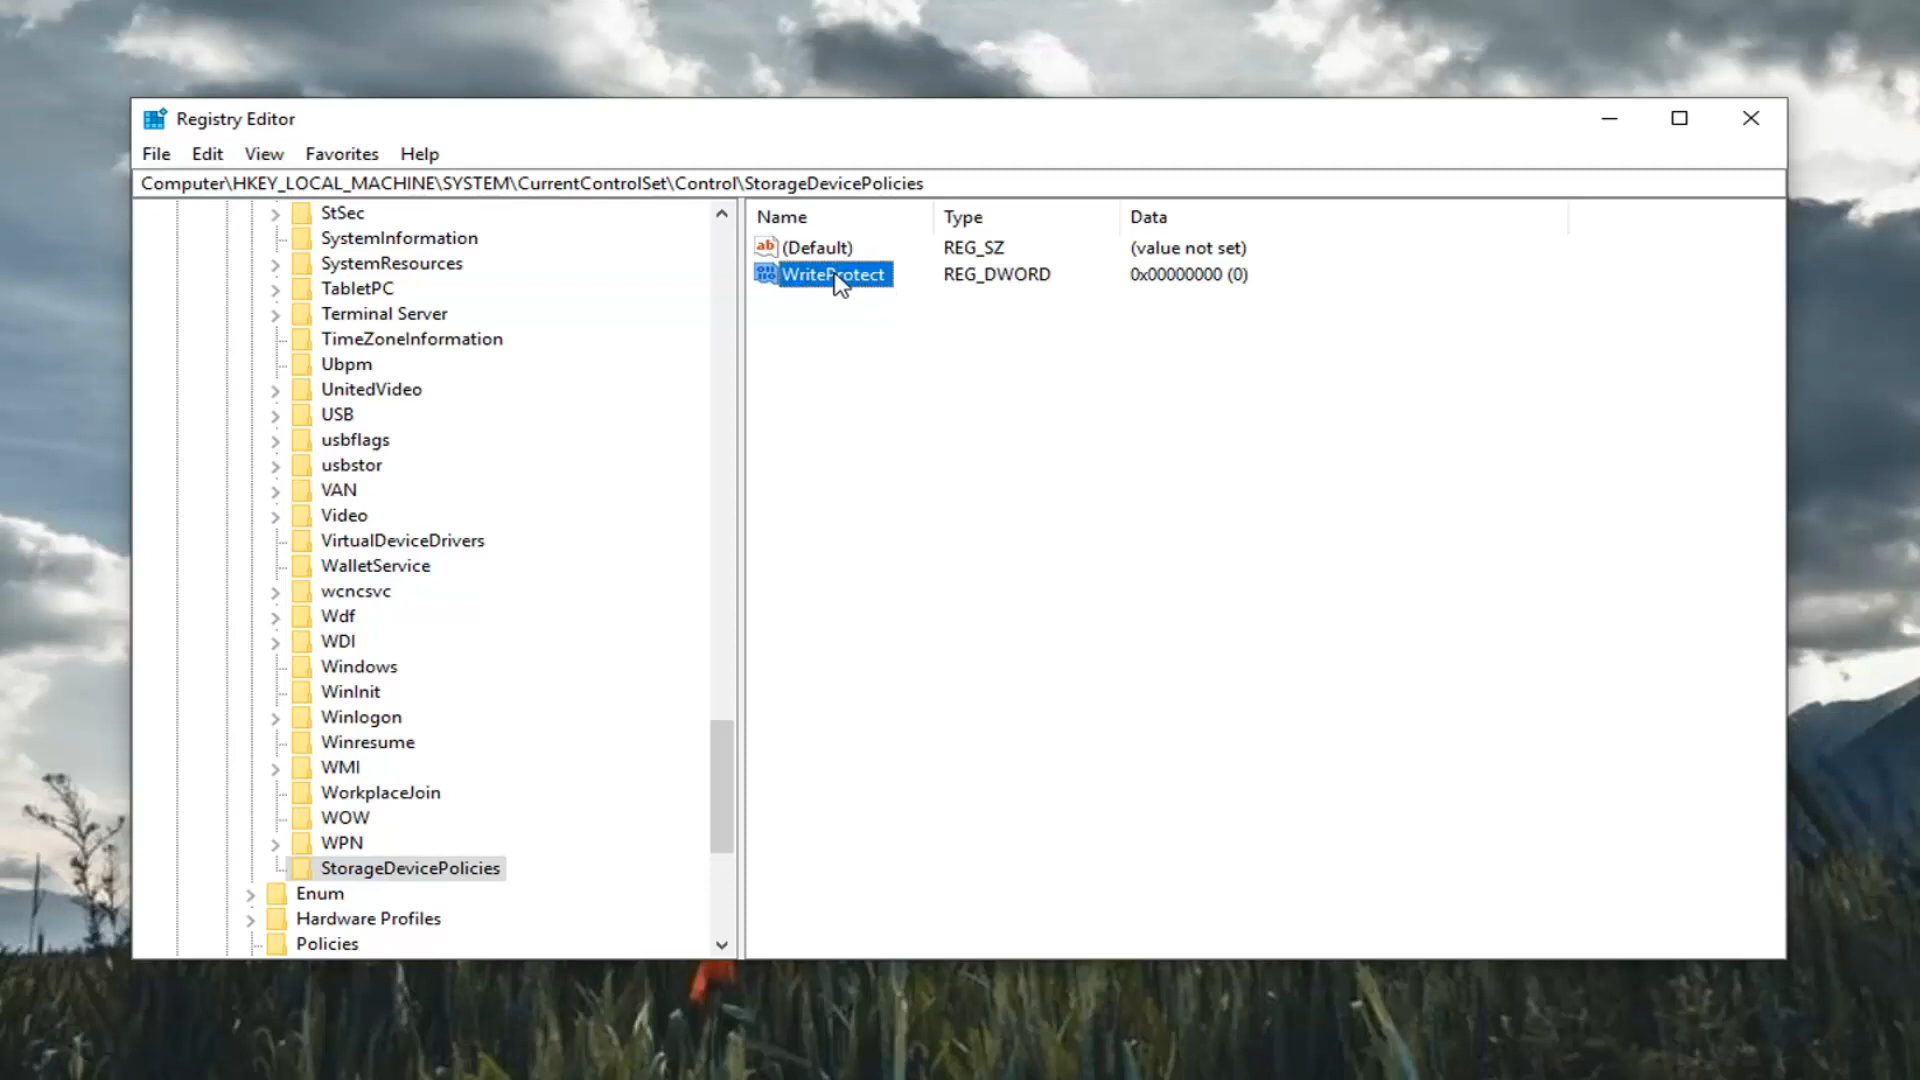 Registry Editor
File Edit View Favorites Help
Computer\HKEY_LOCAL_MACHINE\SYSTEM\CurrentControlSet\Control\StorageDevicePolicies
StSec
SystemInformation
SystemResources
TabletPC
Terminal Server
TimeZoneInformation
Ubpm
UnitedVideo
USB
usbflags
usbstor
VAN
Video
VirtualDeviceDrivers
WalletService
wcncsvc
Wdf
WDI
Windows
WinInit
Winlogon
Winresume
WMI
WorkplaceJoin
WOW
WPN
StorageDevicePolicies
Enum
Hardware Profiles
Policies
Name Type Data
(Default) REG_SZ (value not set)
WriteProtect REG_DWORD 0x00000000 (0)